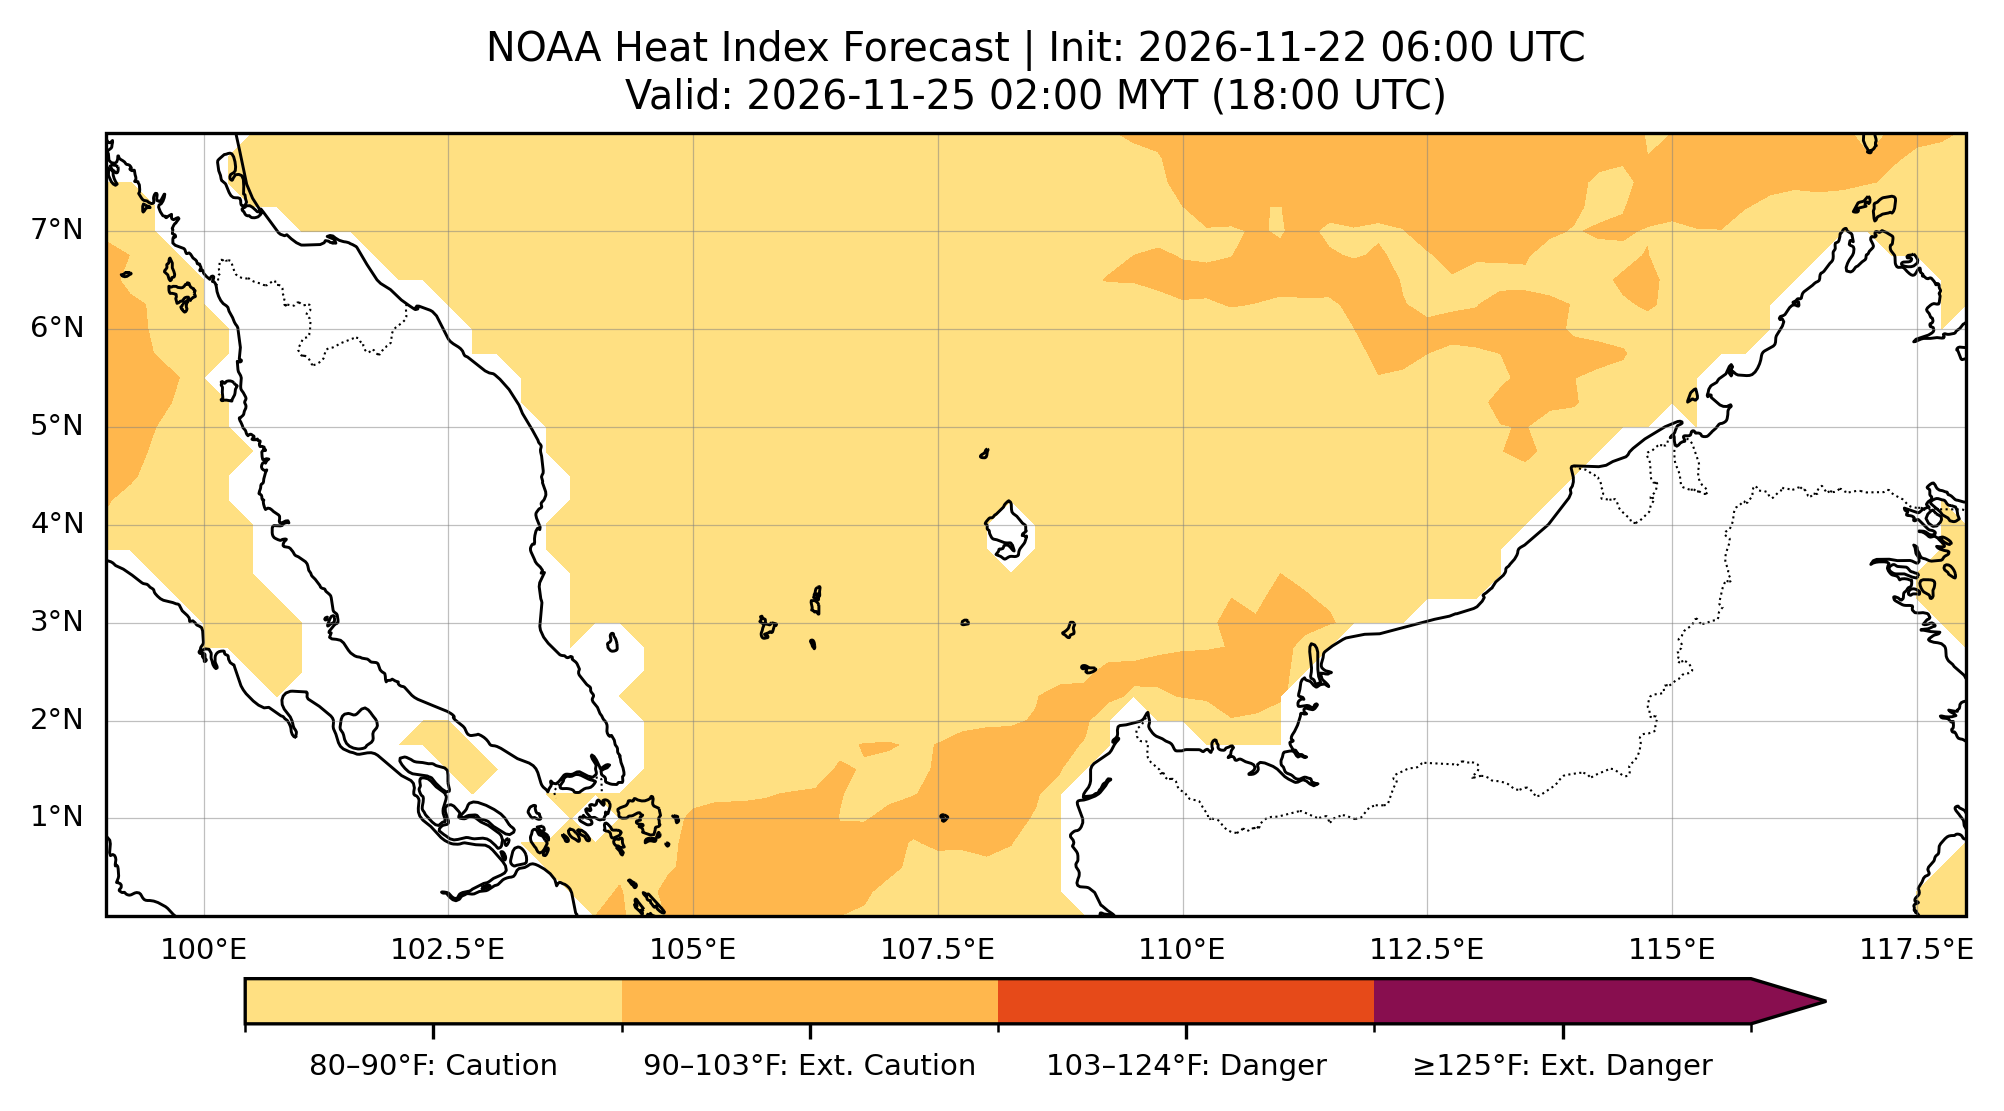 NOAA Heat Index Forecast | Init: 2026-11-22 06:00 UTC
Valid: 2026-11-25 02:00 MYT (18:00 UTC)
7°N
6°N
5°N
4°N
3°N
2°N
1°N
100°E 102.5°E 105°E 107.5°E 110°E 112.5°E 115°E 117.5°E
80–90°F: Caution 90–103°F: Ext. Caution 103–124°F: Danger ≥125°F: Ext. Danger